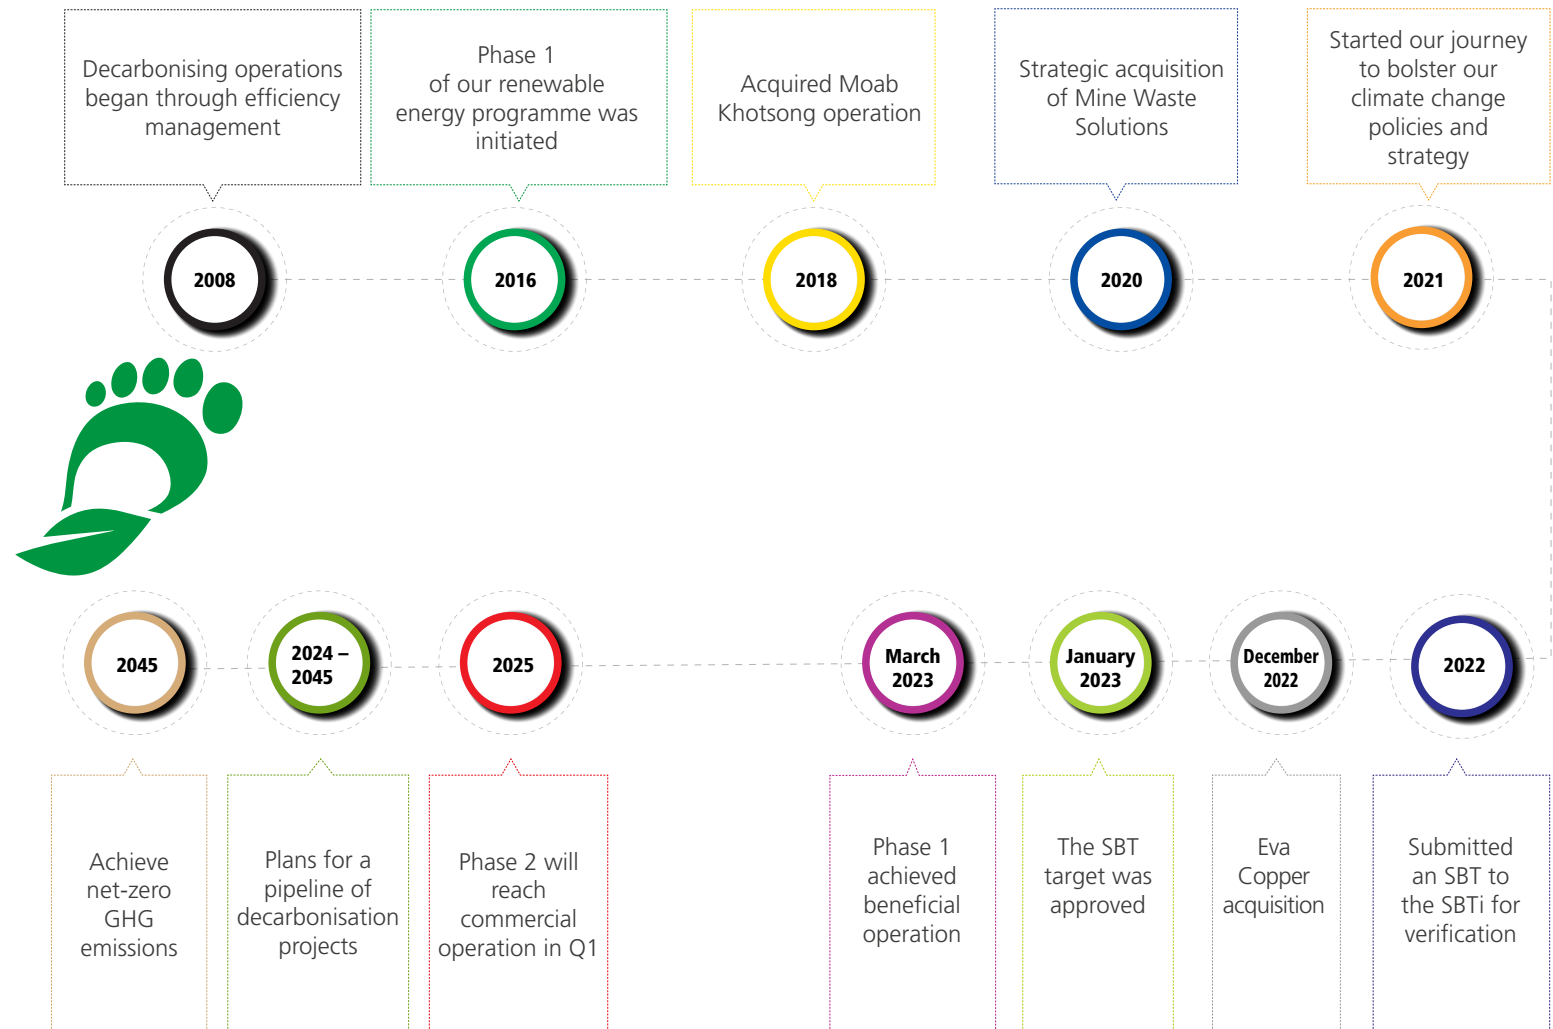 Decarbonising operations
began through efficiency
management
Phase 1
of our renewable
energy programme was
initiated
Acquired Moab
Khotsong operation
Strategic acquisition
of Mine Waste
Solutions
Started our journey
to bolster our
climate change
policies and
strategy
2008
2016
2018
2020
2021
2045
2024 –
2045
2025
March
2023
January
2023
December
2022
2022
Achieve
net-zero
GHG
emissions
Plans for a
pipeline of
decarbonisation
projects
Phase 2 will
reach
commercial
operation in Q1
Phase 1
achieved
beneficial
operation
The SBT
target was
approved
Eva
Copper
acquisition
Submitted
an SBT to
the SBTi for
verification